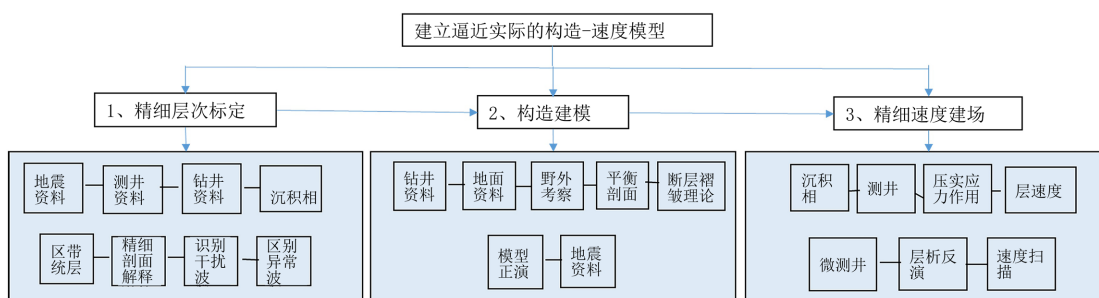 建立逼近实际的构造-速度模型
1、精细层次标定
2、构造建模
3、精细速度建场
地震
资料
测井
资料
钻井
资料
沉积相
区带
统层
精细
剖面
解释
识别
干扰
波
区别
异常
波
钻井
资料
地面
资料
野外
考察
平衡
剖面
断层褶
皱理论
模型
正演
地震
资料
沉积
相
测井
压实应
力作用
层速度
微测井
层析反
演
速度扫
描